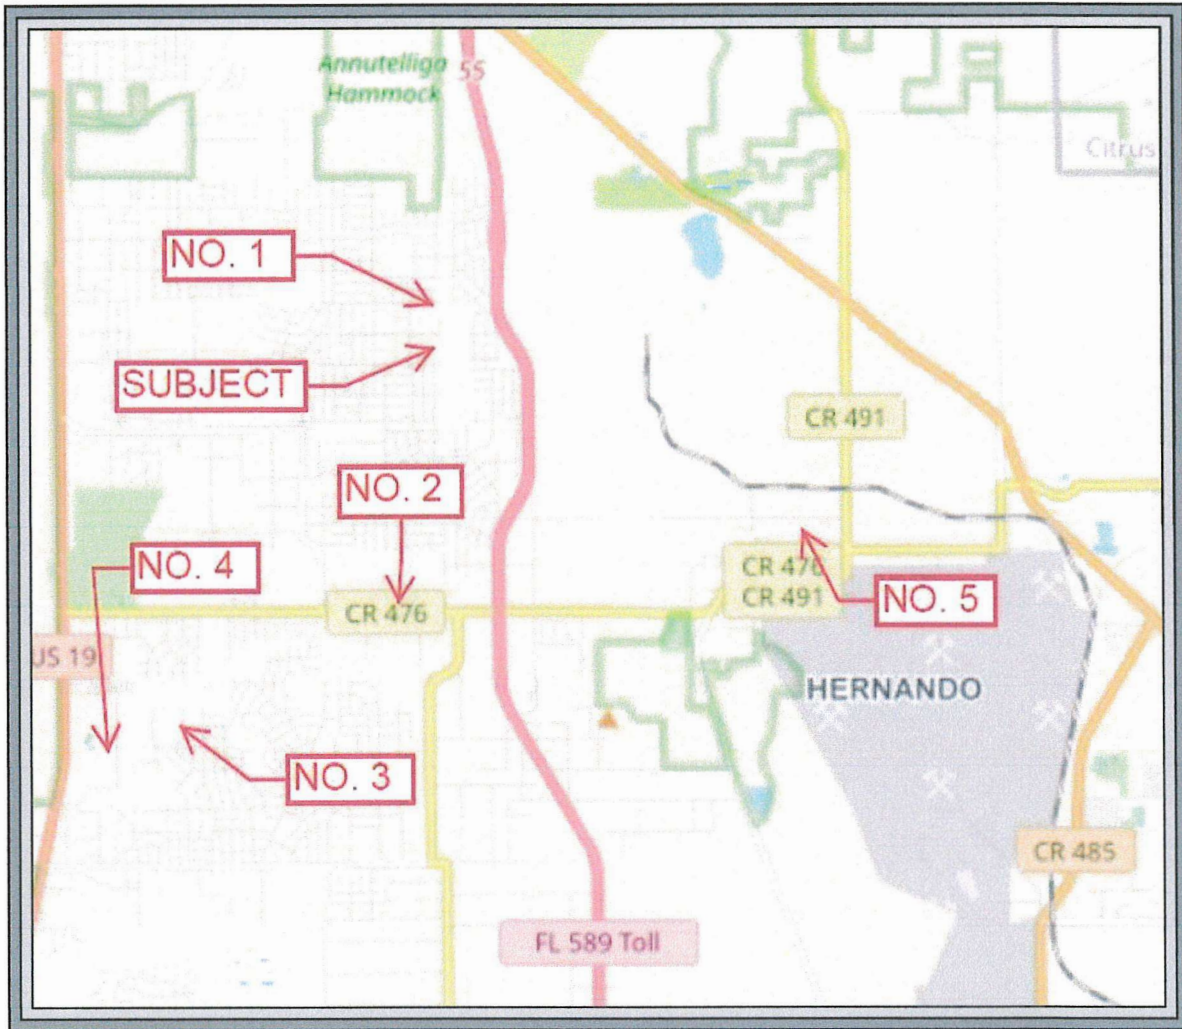 Annutteliga
Hammock
55
Citrus
NO. 1
SUBJECT
CR 491
NO. 2
NO. 4
CR 476
CR 491
NO. 5
CR 476
US 19
HERNANDO
NO. 3
CR 485
FL 589 Toll